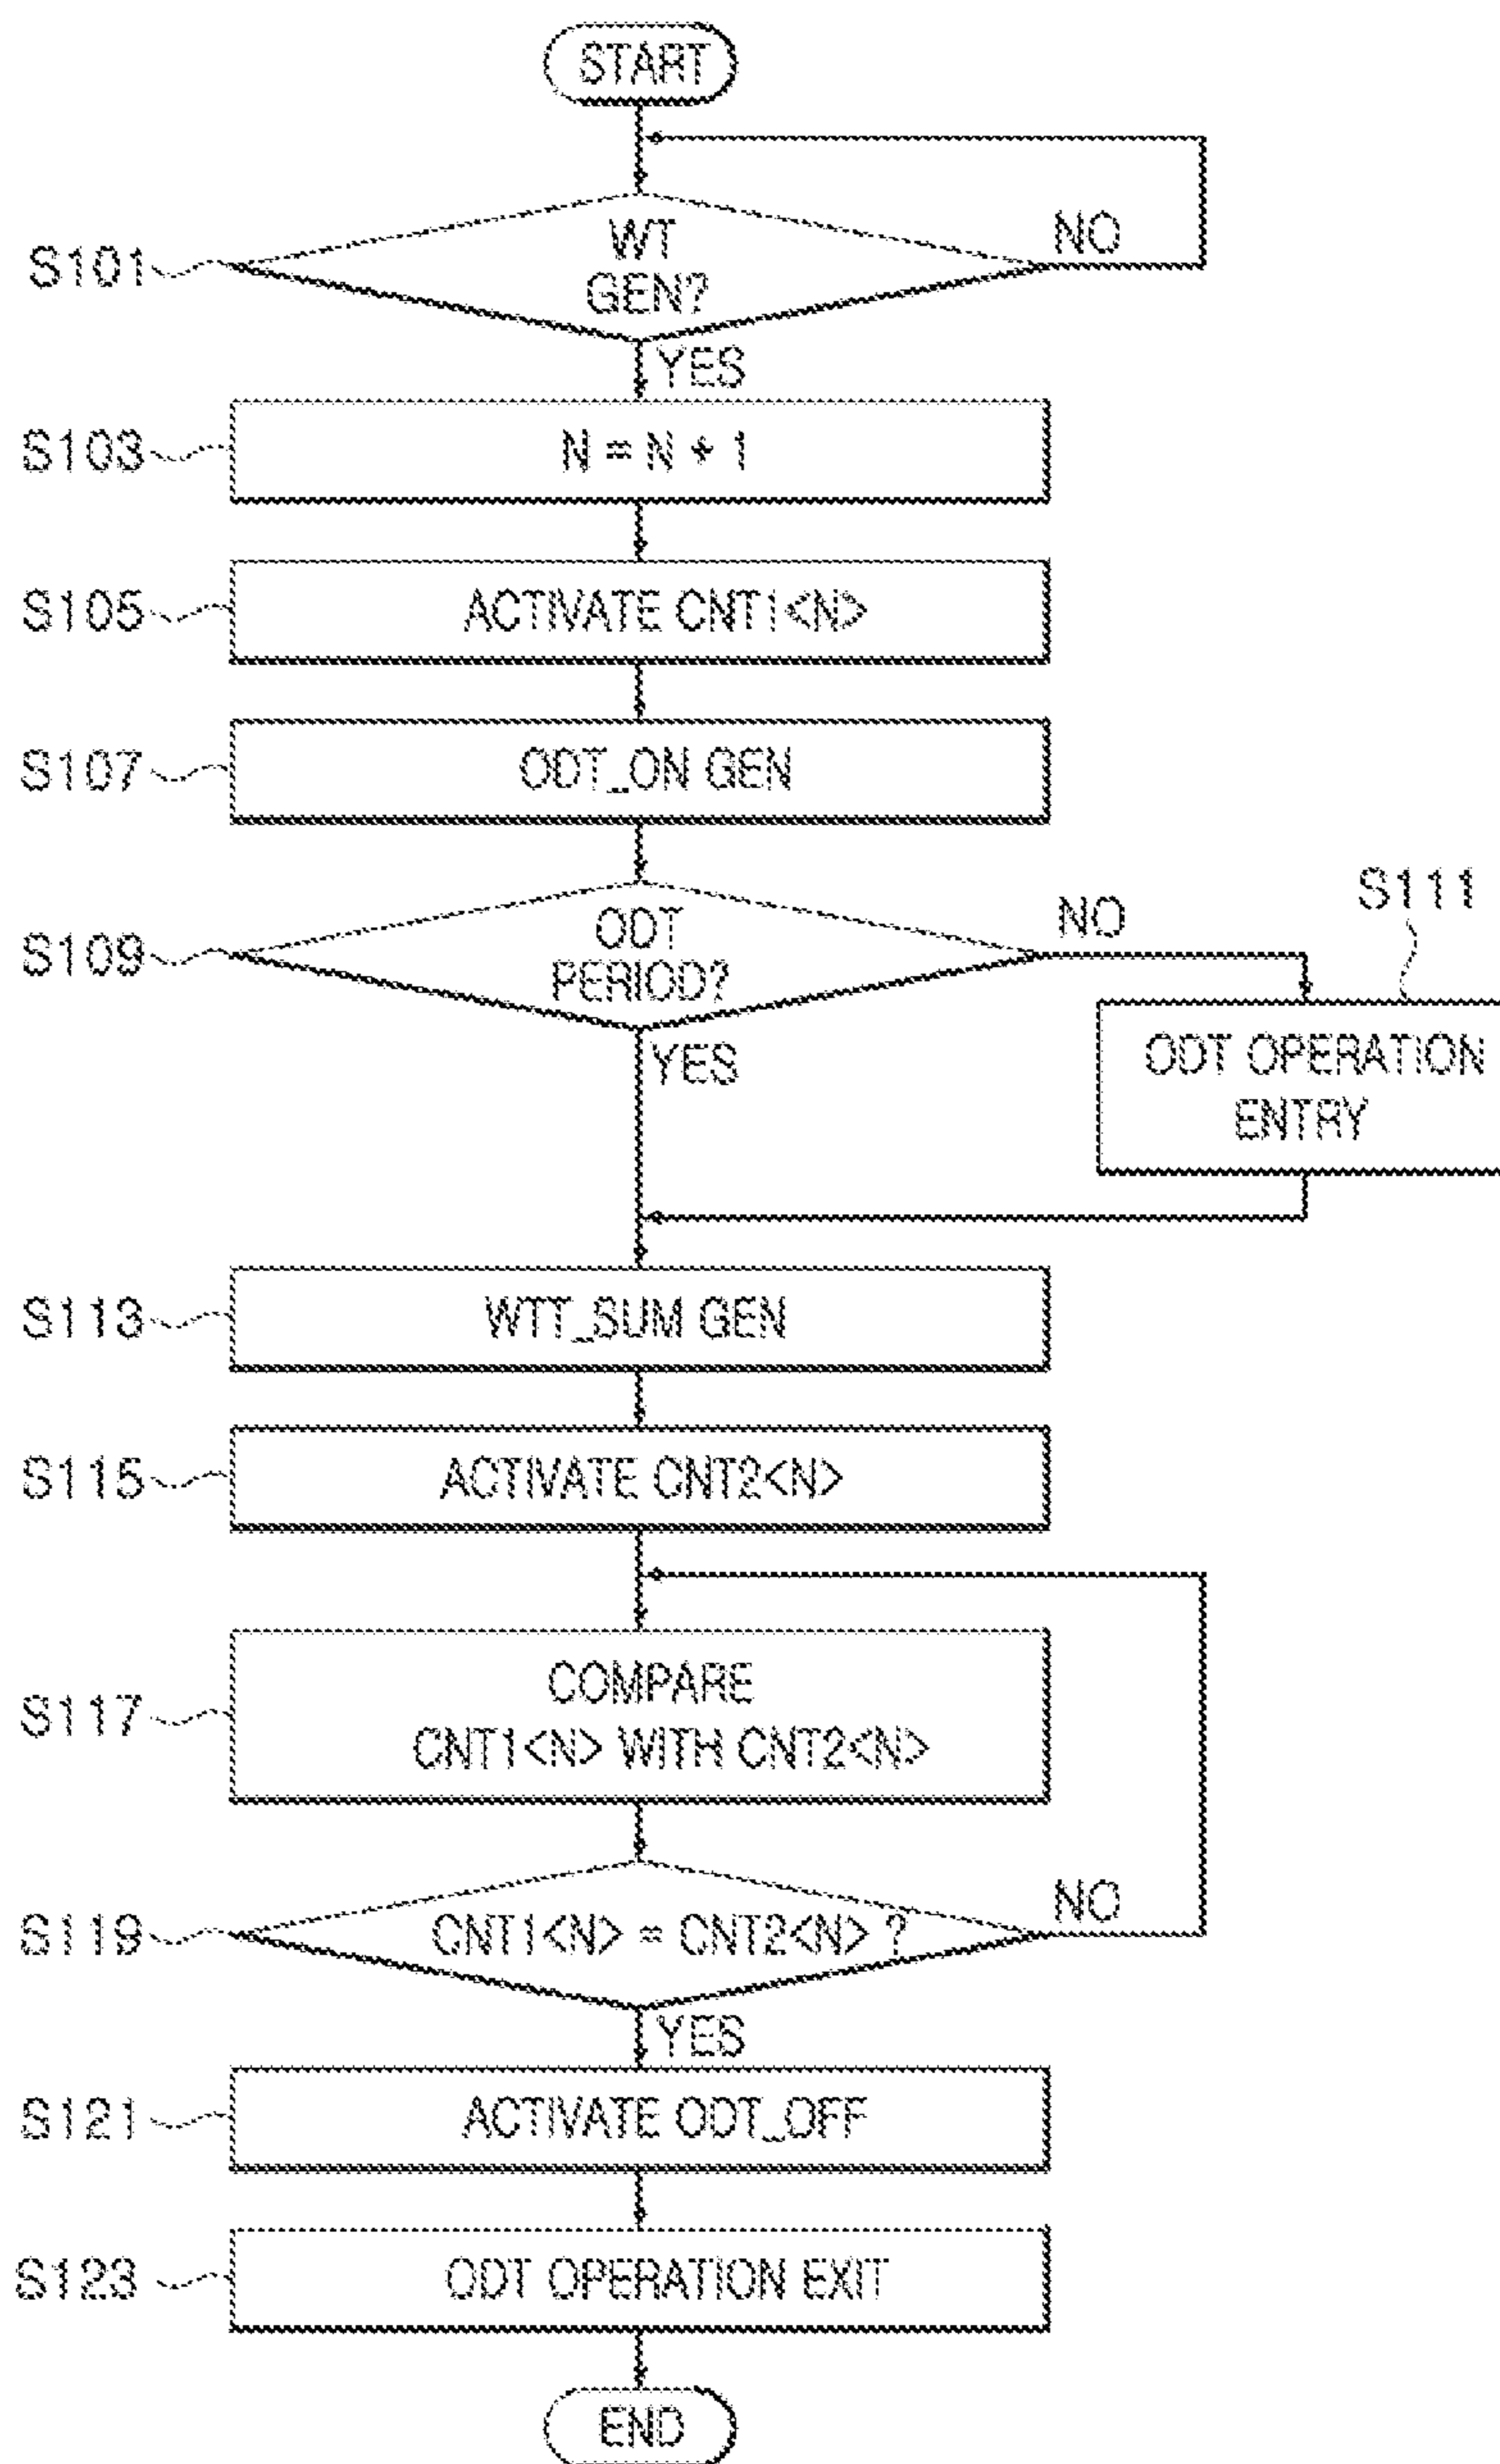 START
S101
WT
GEN?
NO
YES
S103
N = N + 1
S105
ACTIVATE CNT1<N>
S107
ODT_ON GEN
S109
ODT
PERIOD?
NO
S111
YES
ODT OPERATION
ENTRY
S113
WTT_SUM GEN
S115
ACTIVATE CNT2<N>
S117
COMPARE
CNT1<N> WITH CNT2<N>
S119
CNT1<N> = CNT2<N> ?
NO
YES
S121
ACTIVATE ODT_OFF
S123
ODT OPERATION EXIT
END